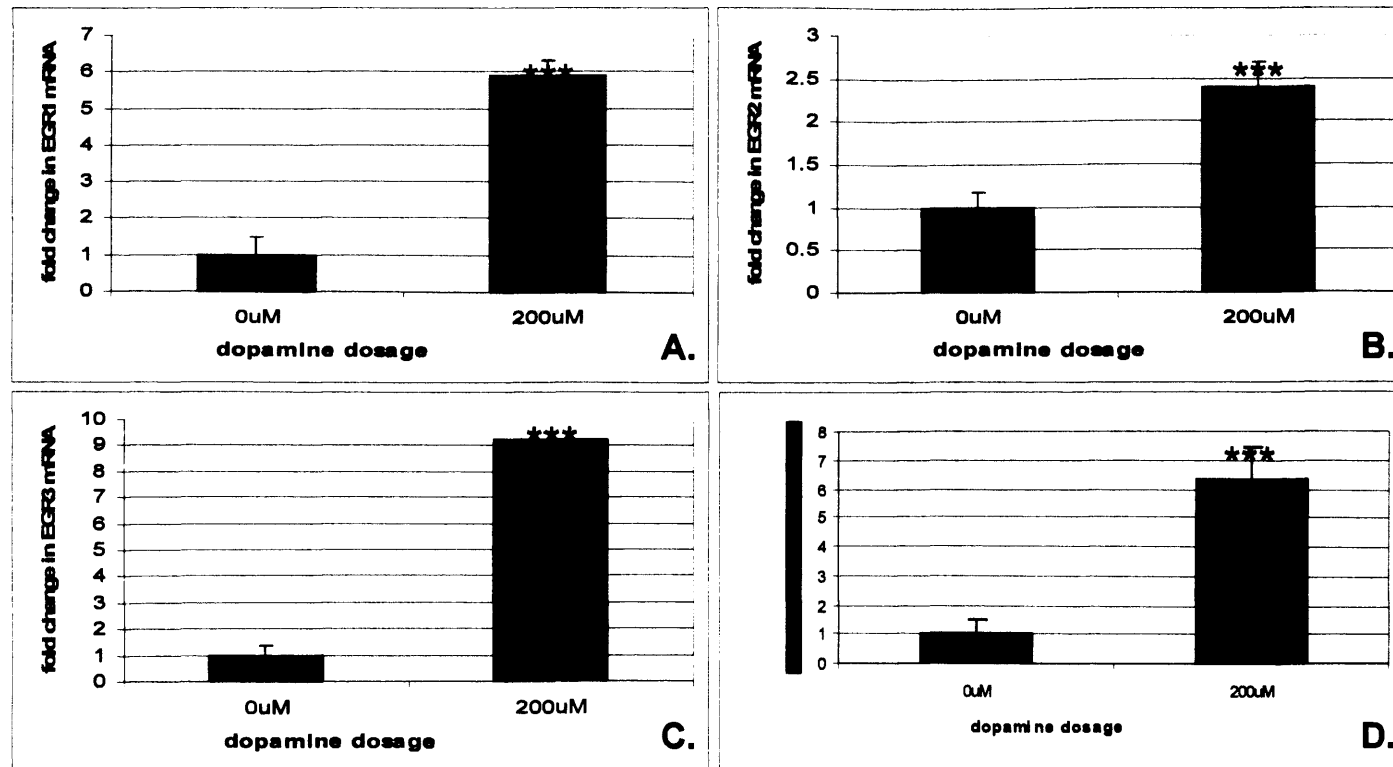 fold change in EGR1 mRNA
7
6
5
4
3
2
1
0
***
0uM
200uM
dopamine dosage
A.
fold change in EGR2 mRNA
3
2.5
2
1.5
1
0.5
0
***
0uM
200uM
dopamine dosage
B.
fold change in EGR3 mRNA
10
9
8
7
6
5
4
3
2
1
0
***
0uM
200uM
dopamine dosage
C.
8
7
6
5
4
3
2
1
0
***
0uM
200uM
dopamine dosage
D.